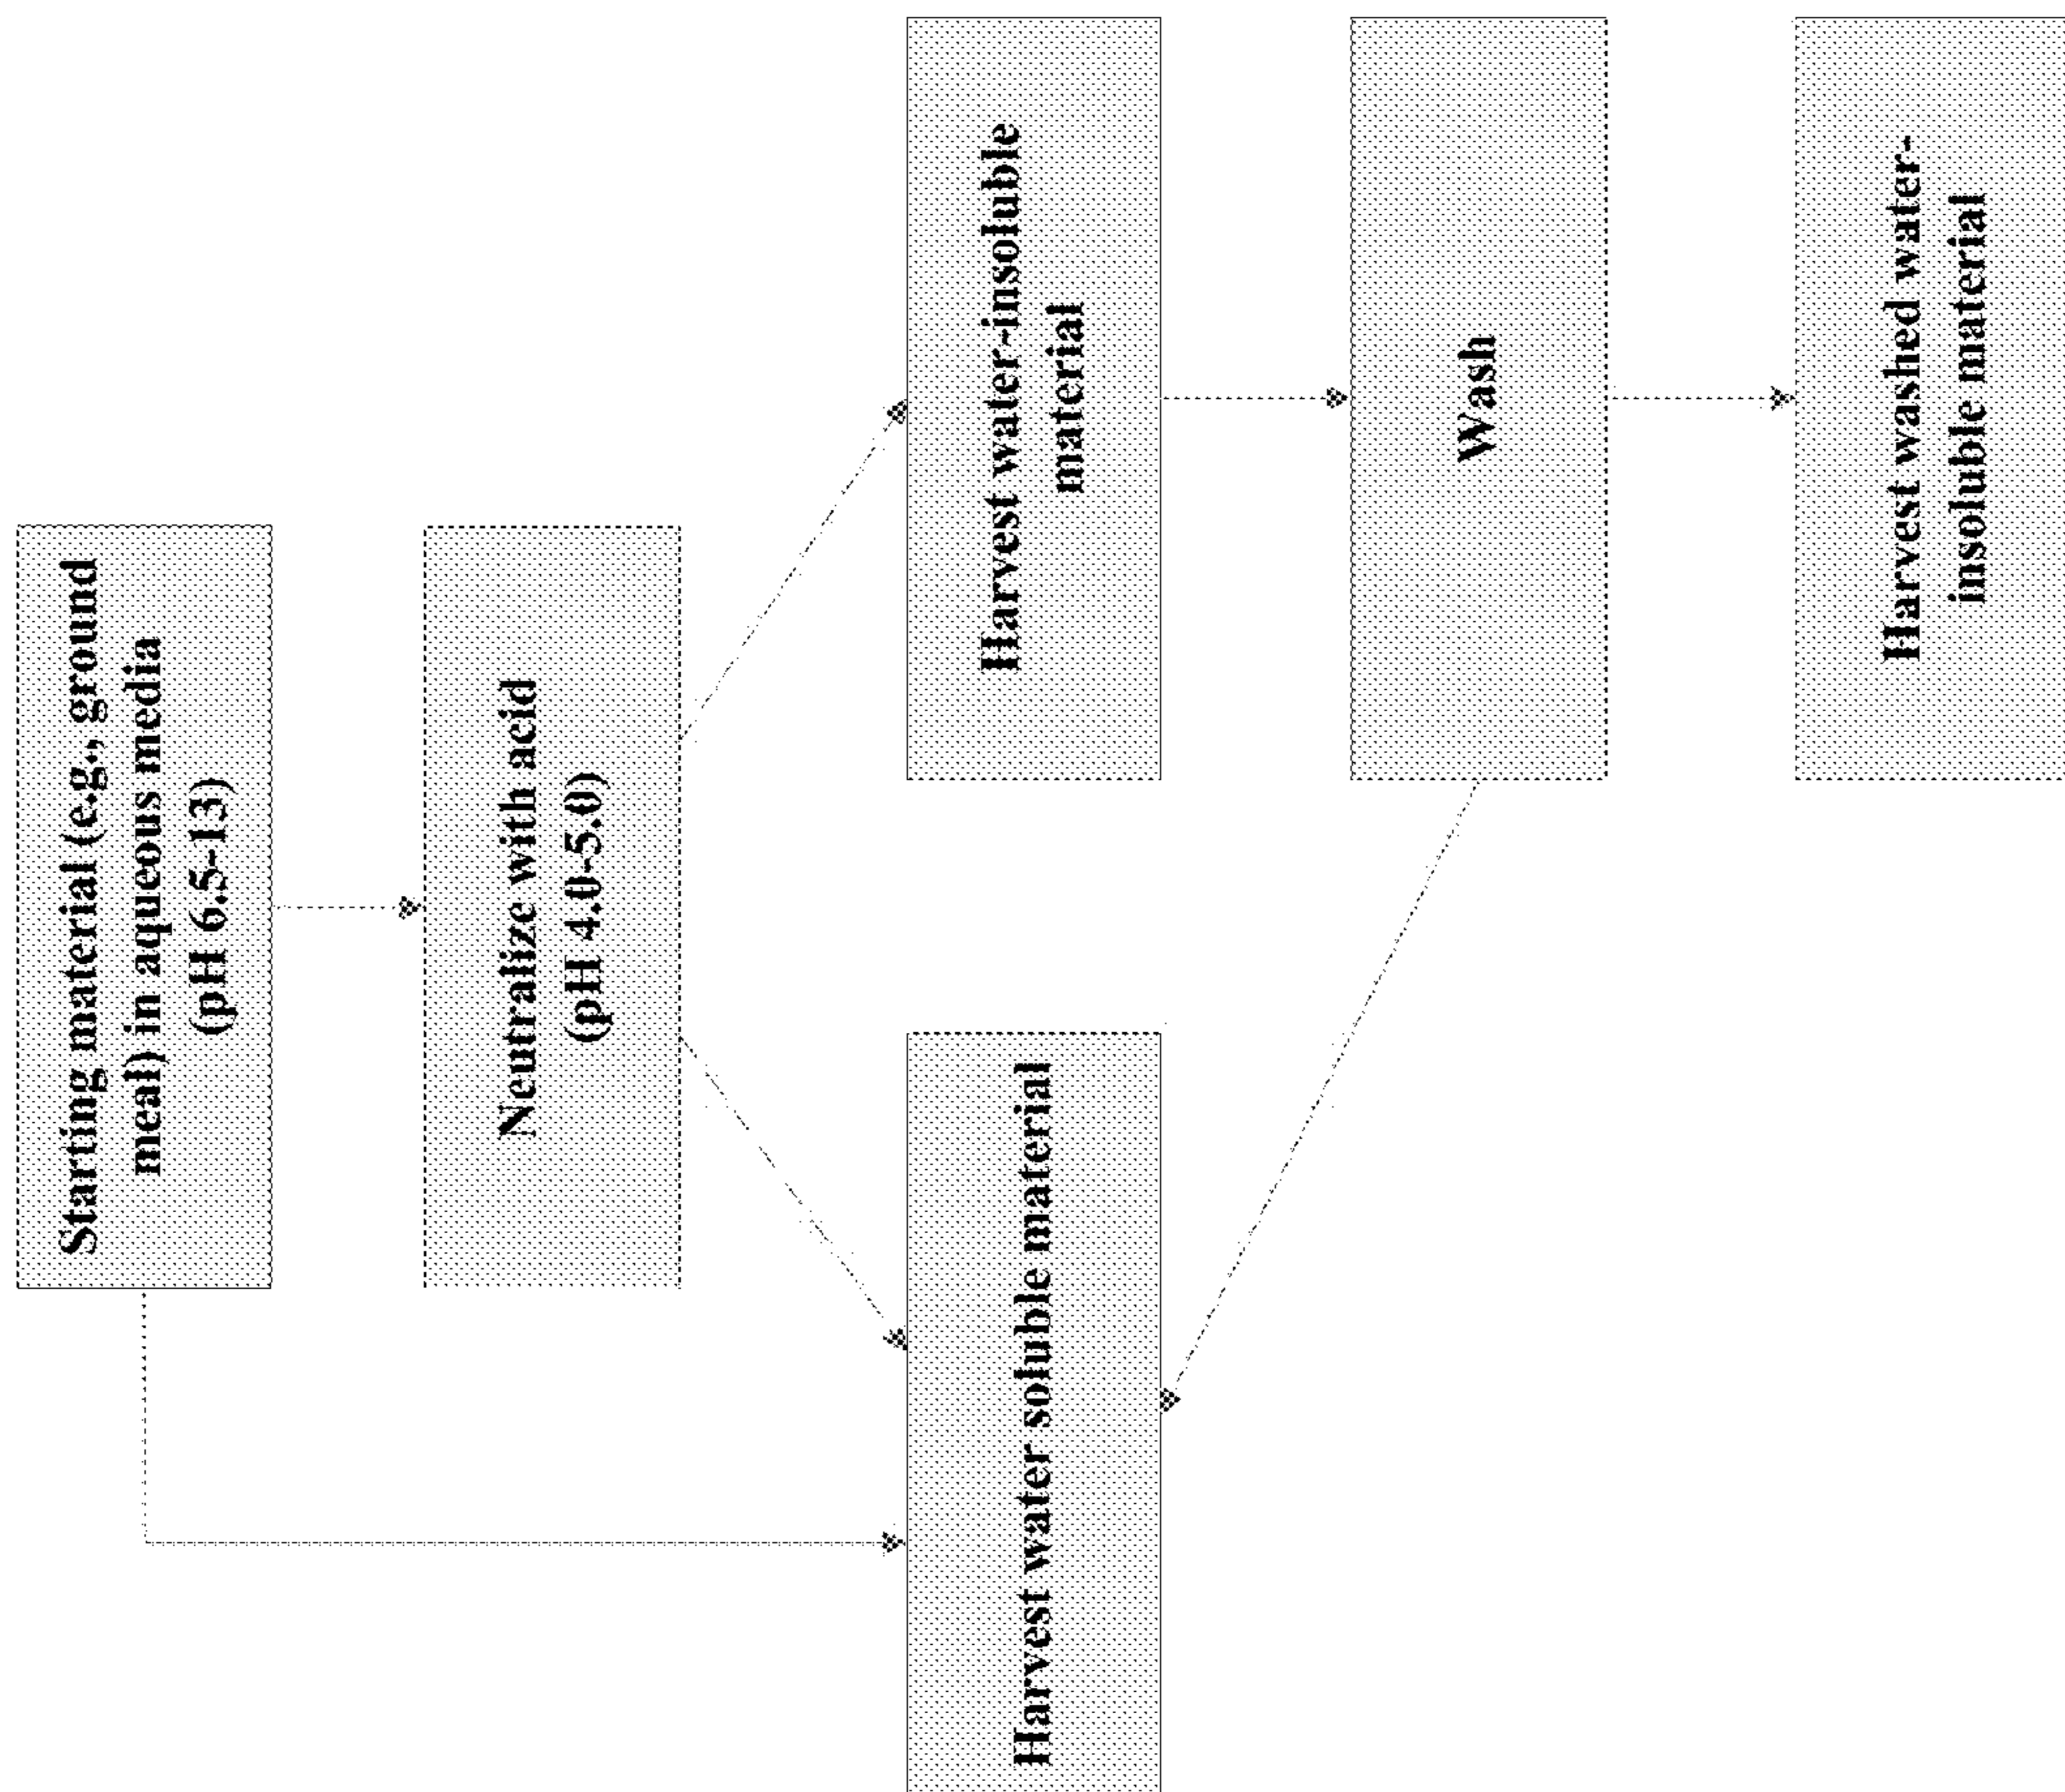 Starting material (e.g., ground
meal) in aqueous media
(pH 6.5-13)
Neutralize with acid
(pH 4.0-5.0)
Harvest water soluble material
Harvest water-insoluble
material
Wash
Harvest washed water-
insoluble material